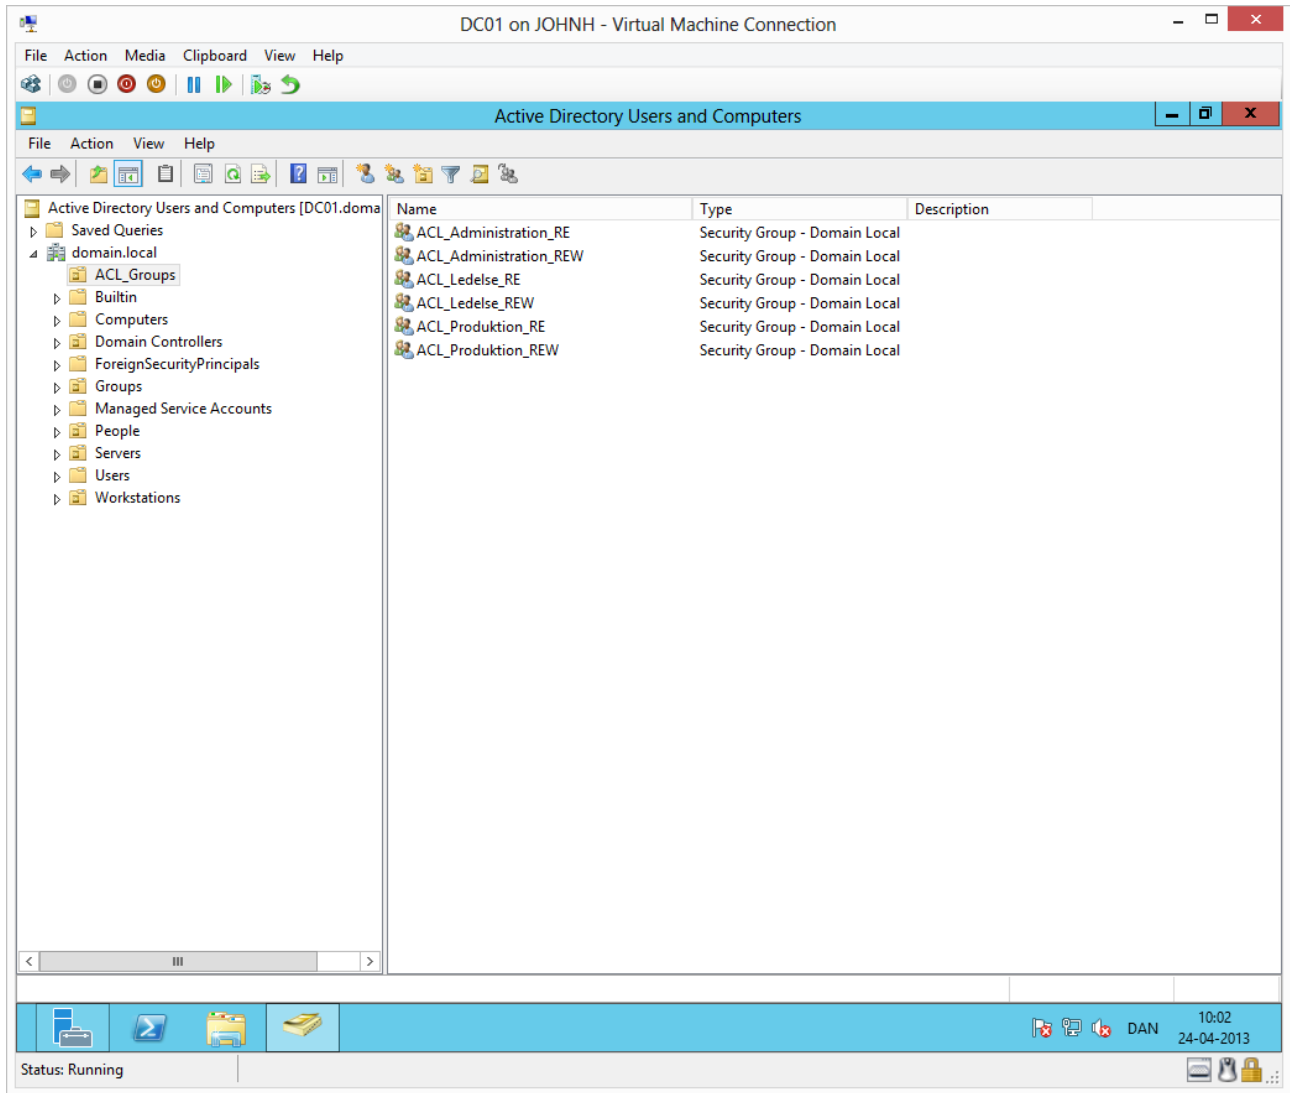 DC01 on JOHNH - Virtual Machine Connection
File Action Media Clipboard View Help
Active Directory Users and Computers
File Action View Help
Active Directory Users and Computers [DC01.doma
Saved Queries
domain.local
ACL_Groups
Builtin
Computers
Domain Controllers
ForeignSecurityPrincipals
Groups
Managed Service Accounts
People
Servers
Users
Workstations
Name Type Description
ACL_Administration_RE Security Group - Domain Local
ACL_Administration_REW Security Group - Domain Local
ACL_Ledelse_RE Security Group - Domain Local
ACL_Ledelse_REW Security Group - Domain Local
ACL_Produktion_RE Security Group - Domain Local
ACL_Produktion_REW Security Group - Domain Local
DAN
10:02
24-04-2013
Status: Running